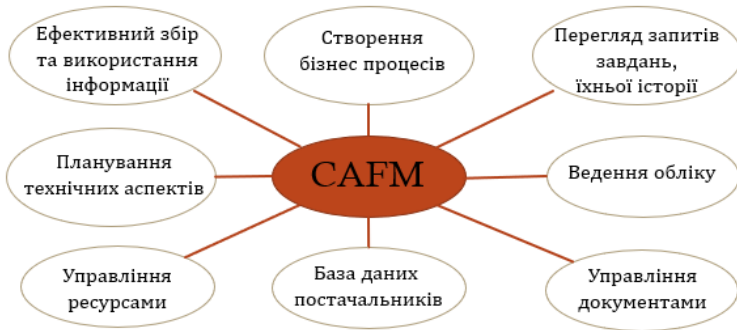 Ефективний збір
та використання
інформації
Створення
бізнес процесів
Перегляд запитів
завдань,
їхньої історії
Планування
технічних аспектів
CAFM
Ведення обліку
Управління
ресурсами
База даних
постачальників
Управління
документами